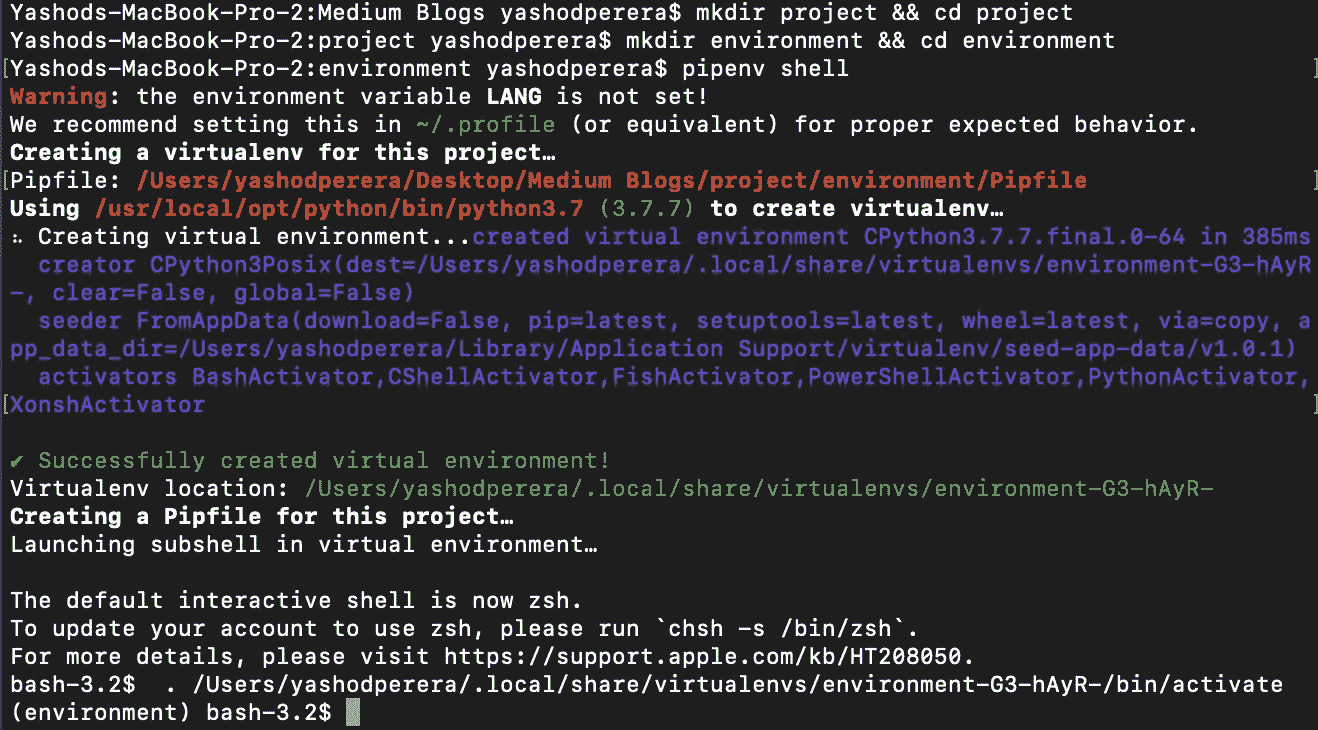 Yashods-MacBook-Pro-2:Medium Blogs yashodperera$ mkdir project && cd project
Yashods-MacBook-Pro-2:project yashodperera$ mkdir environment && cd environment
[Yashods-MacBook-Pro-2:environment yashodperera$ pipenv shell ]
Warning: the environment variable LANG is not set!
We recommend setting this in ~/.profile (or equivalent) for proper expected behavior.
Creating a virtualenv for this project…
[Pipfile: /Users/yashodperera/Desktop/Medium Blogs/project/environment/Pipfile ]
Using /usr/local/opt/python/bin/python3.7 (3.7.7) to create virtualenv…
⠦ Creating virtual environment...created virtual environment CPython3.7.7.final.0-64 in 385ms
  creator CPython3Posix(dest=/Users/yashodperera/.local/share/virtualenvs/environment-G3-hAyR
-, clear=False, global=False)
  seeder FromAppData(download=False, pip=latest, setuptools=latest, wheel=latest, via=copy, a
pp_data_dir=/Users/yashodperera/Library/Application Support/virtualenv/seed-app-data/v1.0.1)
  activators BashActivator,CShellActivator,FishActivator,PowerShellActivator,PythonActivator,
[XonshActivator ]
✔ Successfully created virtual environment!
Virtualenv location: /Users/yashodperera/.local/share/virtualenvs/environment-G3-hAyR-
Creating a Pipfile for this project…
Launching subshell in virtual environment…
The default interactive shell is now zsh.
To update your account to use zsh, please run `chsh -s /bin/zsh`.
For more details, please visit https://support.apple.com/kb/HT208050.
bash-3.2$  . /Users/yashodperera/.local/share/virtualenvs/environment-G3-hAyR-/bin/activate
(environment) bash-3.2$